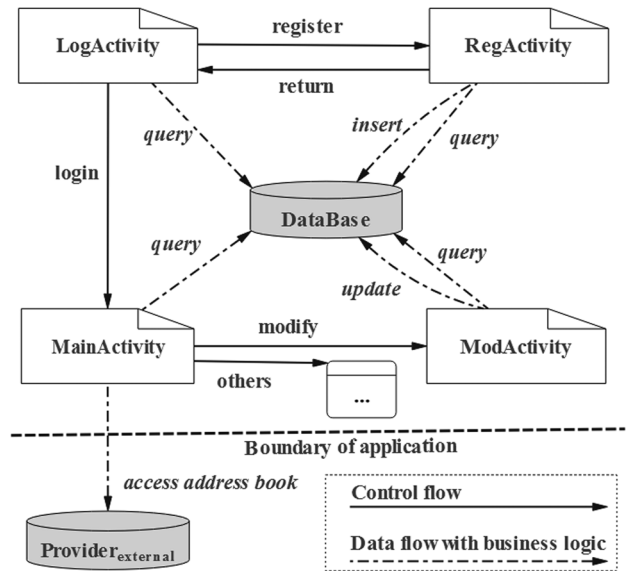 LogActivity
register
RegActivity
return
query
insert
query
login
DataBase
query
query
update
MainActivity
modify
ModActivity
others
...
Boundary of application
access address book
Control flow
Provider external
Data flow with business logic